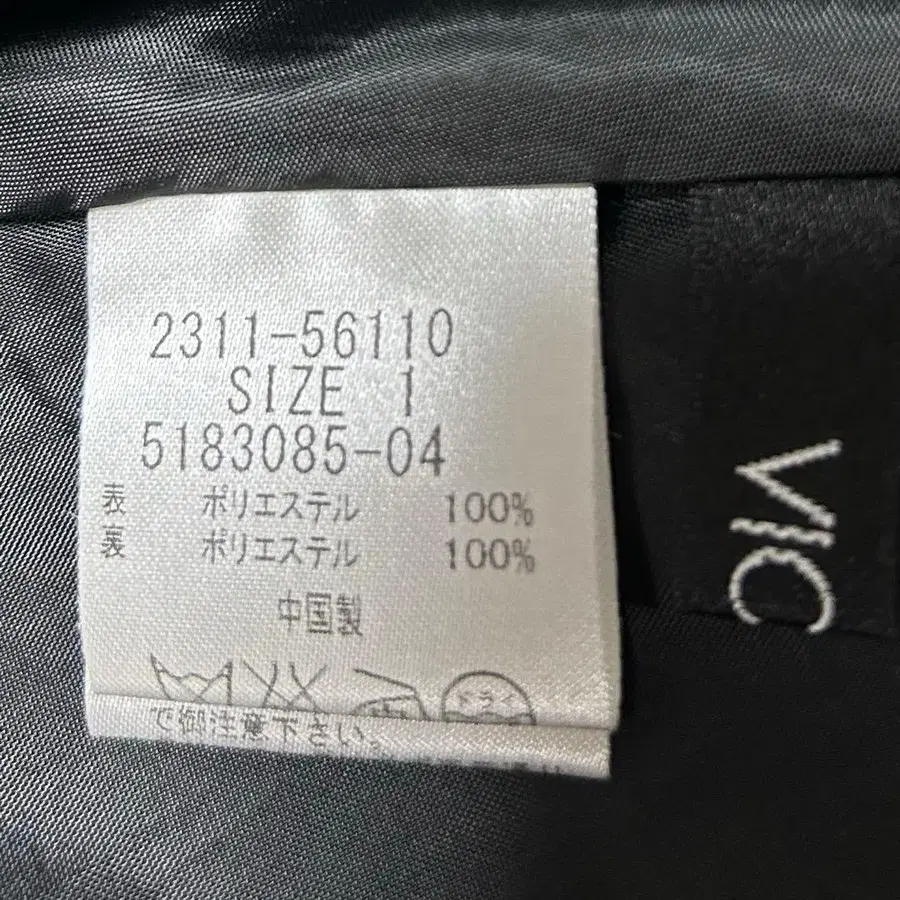 2311-56110
SIZE 1
5183085-04
表 ポリエステル 100%
裏 ポリエステル 100%
中国製
で御注意下さい。
VIC